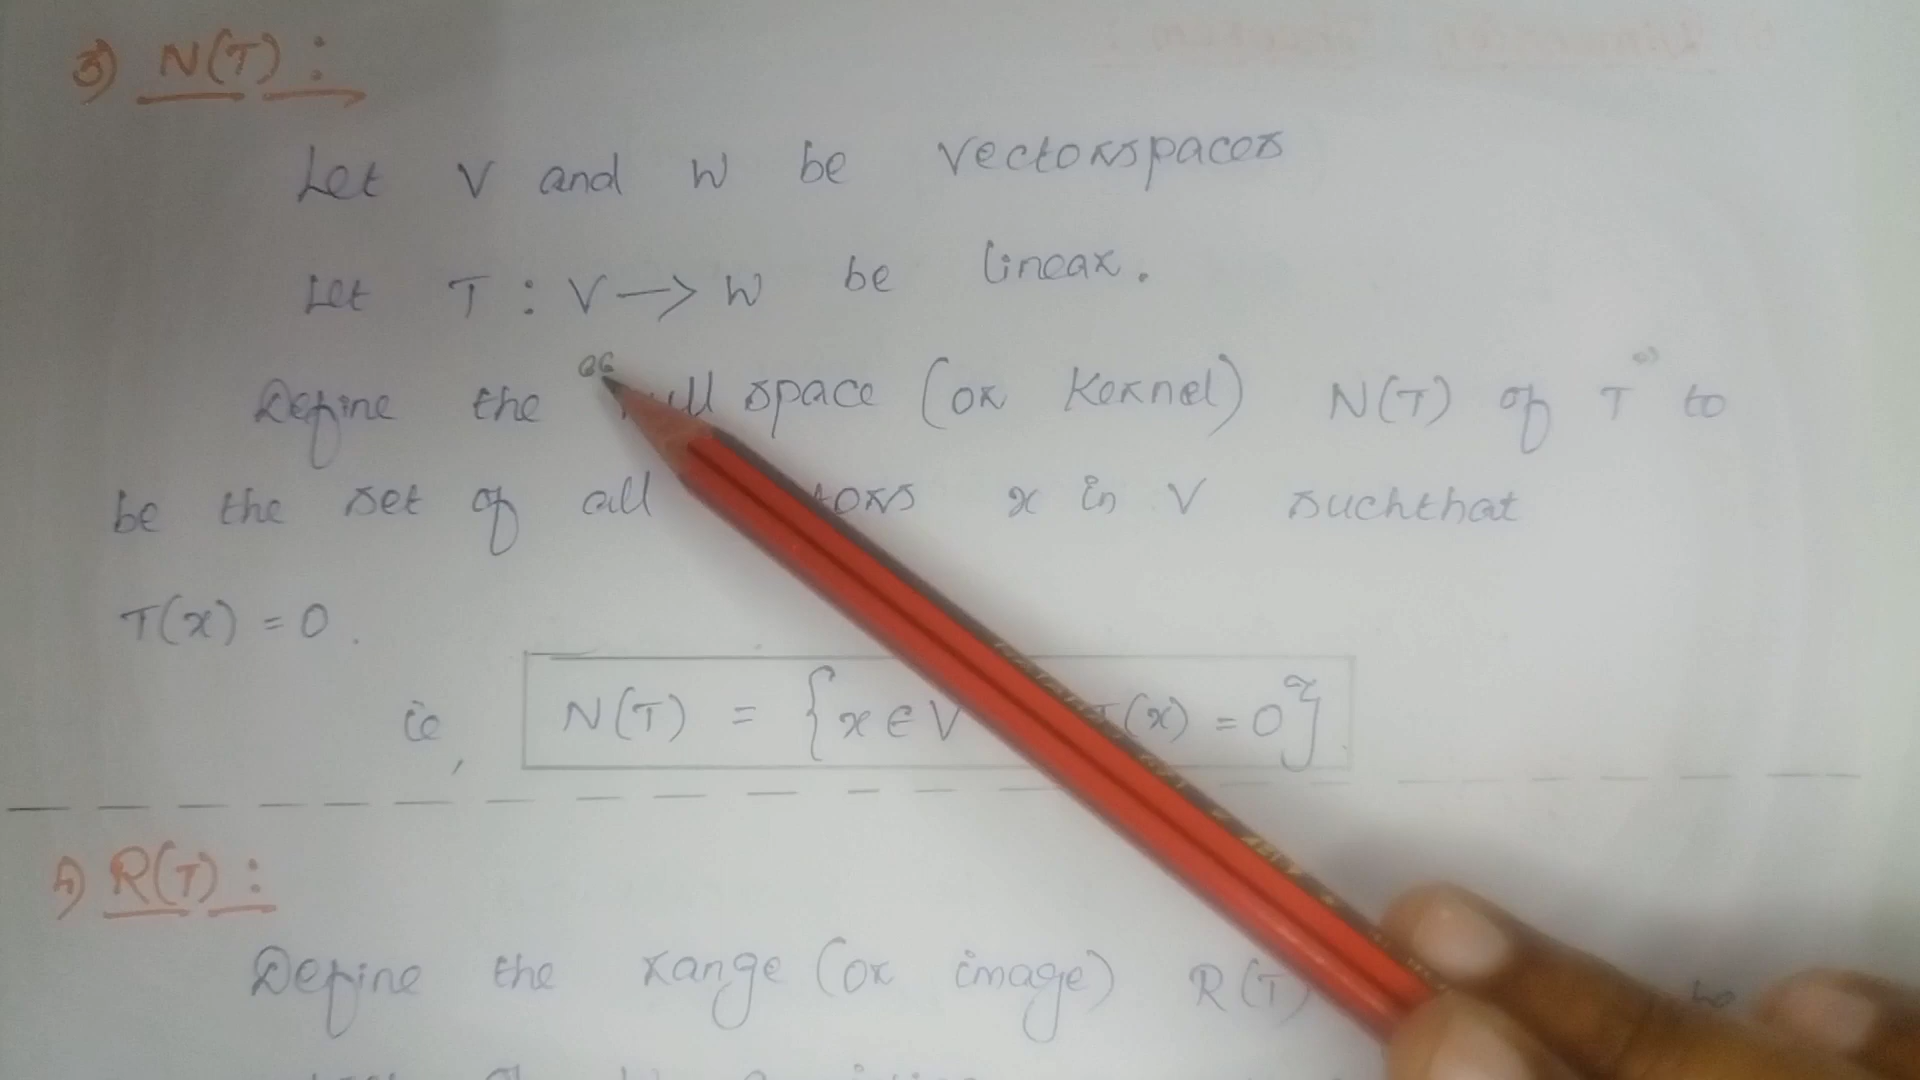 3) N(T) :
Let V and W be vectorspaces
Let T : V → W be linear.
Define the null space (or kernel) N(T) of T to
be the set of all x in V suchthat
T(x) = 0.
ie, N(T) = {x ∈ V T(x) = 0}
4) R(T) :
Define the range (or image) R(T)